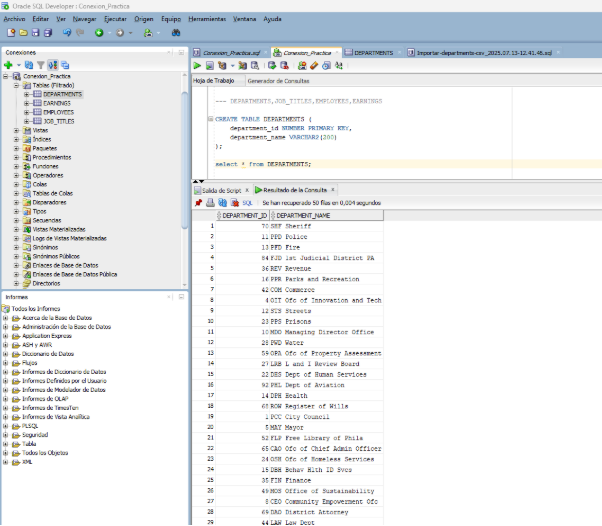 Oracle SQL Developer : Conexion_Practica
Archivo Editar Ver Navegar Ejecutar Origen Equipo Herramientas Ventana Ayuda
Conexiones
Conexion_Practica
Tablas (Filtrado)
DEPARTMENTS
EARNINGS
EMPLOYEES
JOB_TITLES
Vistas
Índices
Paquetes
Procedimientos
Funciones
Operadores
Colas
Tablas de Colas
Disparadores
Tipos
Secuencias
Vistas Materializadas
Logs de Vistas Materializadas
Sinónimos
Sinónimos Públicos
Enlaces de Base de Datos
Enlaces de Base de Datos Pública
Directorios
Informes
Todos los Informes
Acerca de la Base de Datos
Administración de la Base de Datos
Application Express
ASH y AWR
Diccionario de Datos
Flujos
Informes de Diccionario de Datos
Informes Definidos por el Usuario
Informes de Modelador de Datos
Informes de OLAP
Informes de TimesTen
Informes de Vista Analítica
PLSQL
Seguridad
Tabla
Todos los Objetos
XML
Conexion_Practica.sql Conexion_Practica DEPARTMENTS Importar-departments-csv_2025.07.13-12.41.46.sql
Hoja de Trabajo Generador de Consultas
--- DEPARTMENTS,JOB_TITLES,EMPLOYEES,EARNINGS
CREATE TABLE DEPARTMENTS (
department_id NUMBER PRIMARY KEY,
department_name VARCHAR2(200)
);
select * from DEPARTMENTS;
Salida de Script Resultado de la Consulta
SQL Se han recuperado 50 filas en 0,004 segundos
DEPARTMENT_ID DEPARTMENT_NAME
1 70 SHF Sheriff
2 11 PPD Police
3 13 PFD Fire
4 84 FJD 1st Judicial District PA
5 36 REV Revenue
6 16 PPR Parks and Recreation
7 42 COM Commerce
8 4 OIT Ofc of Innovation and Tech
9 12 STS Streets
10 23 PPS Prisons
11 10 MDO Managing Director Office
12 28 PWD Water
13 59 OPA Ofc of Property Assessment
14 27 LRB L and I Review Board
15 22 DHS Dept of Human Services
16 92 PHL Dept of Aviation
17 14 DPH Health
18 68 ROW Register of Wills
19 1 PCC City Council
20 5 MAY Mayor
21 52 FLP Free Library of Phila
22 65 CAO Ofc of Chief Admin Officer
23 24 OSH Ofc of Homeless Services
24 15 DBH Behav Hlth ID Svcs
25 35 FIN Finance
26 49 MOS Office of Sustainability
27 8 CEO Community Empowerment Ofc
28 69 DAO District Attorney
29 44 LAW Law Dept